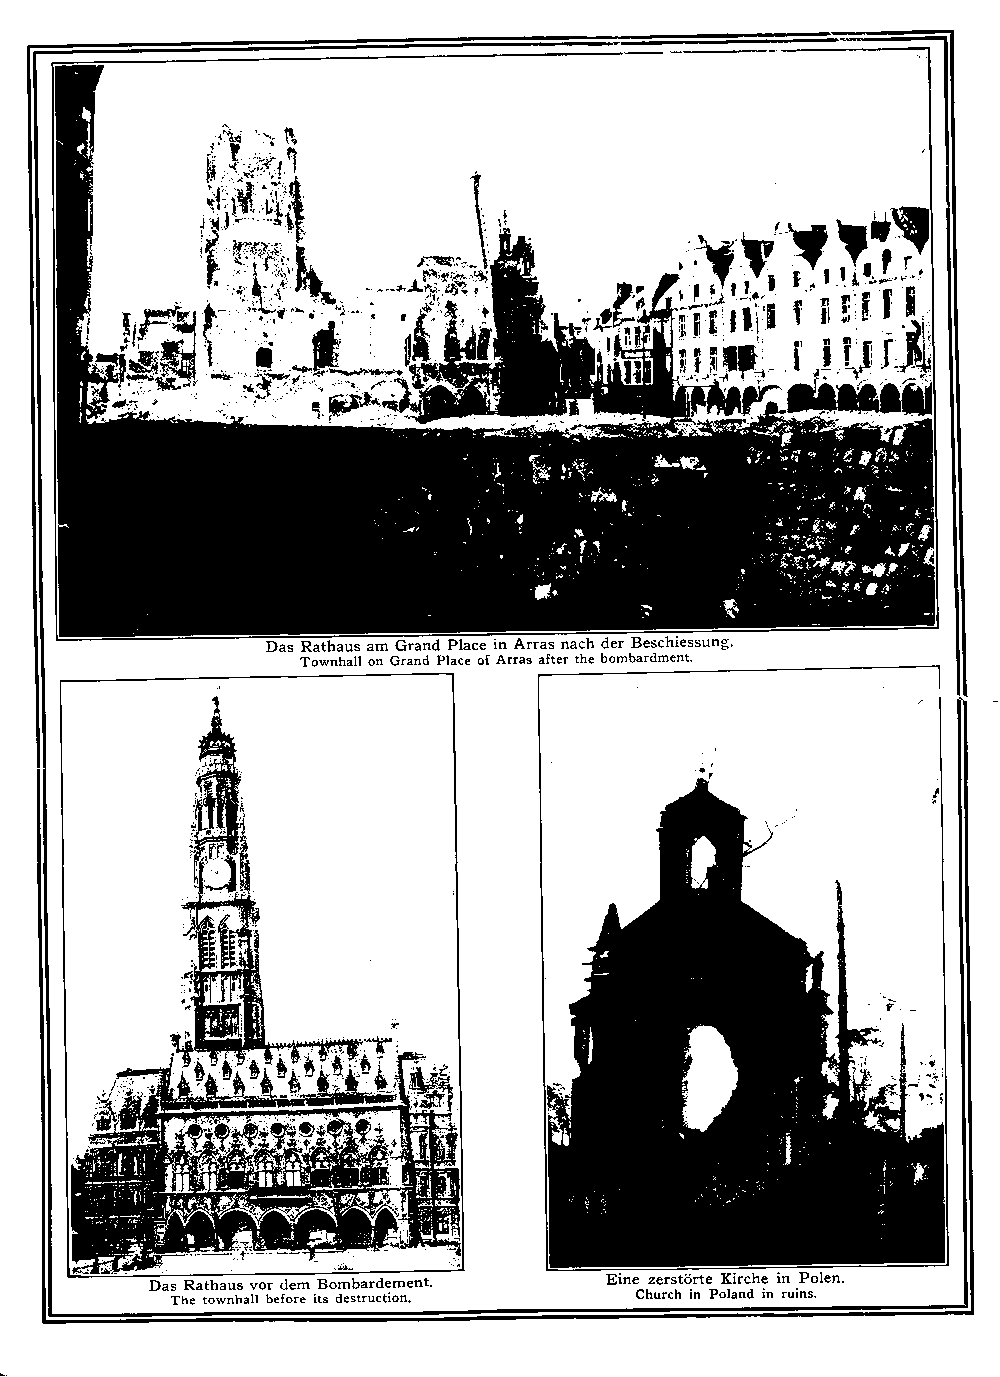 Das Rathaus am Grand Place in Arras nach der Beschiessung.
Townhall on Grand Place of Arras after the bombardment.
Das Rathaus vor dem Bombardement.
The townhall before its destruction.
Eine zerstörte Kirche in Polen.
Church in Poland in ruins.